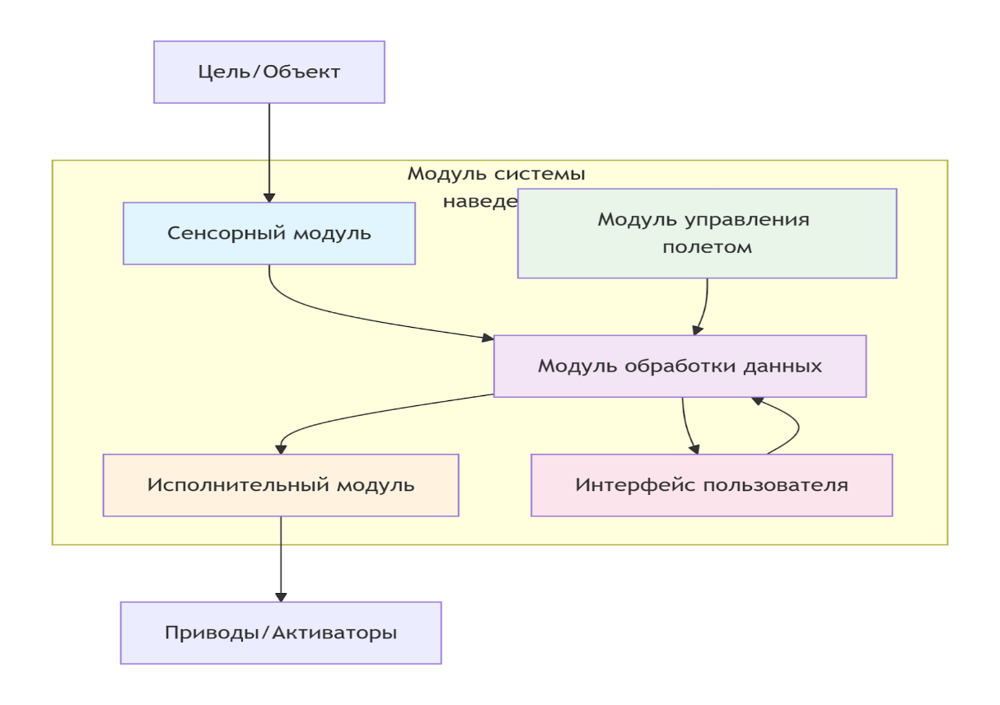 Цель/Объект
Модуль системы
наведе
Сенсорный модуль
Модуль управления
полетом
Модуль обработки данных
Исполнительный модуль
Интерфейс пользователя
Приводы/Активаторы